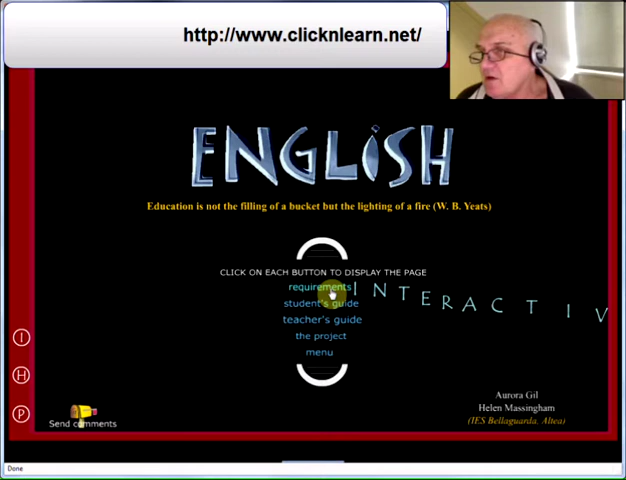 http://www.clicknlearn.net/
ENGLISH
Education is not the filling of a bucket but the lighting of a fire (W. B. Yeats)
CLICK ON EACH BUTTON TO DISPLAY THE PAGE
requirements
INTERACTIV
student's guide
teacher's guide
the project
menu
I
H
P
Send comments
Aurora Gil
Helen Massingham
(IES Bellaguarda, Altea)
Done